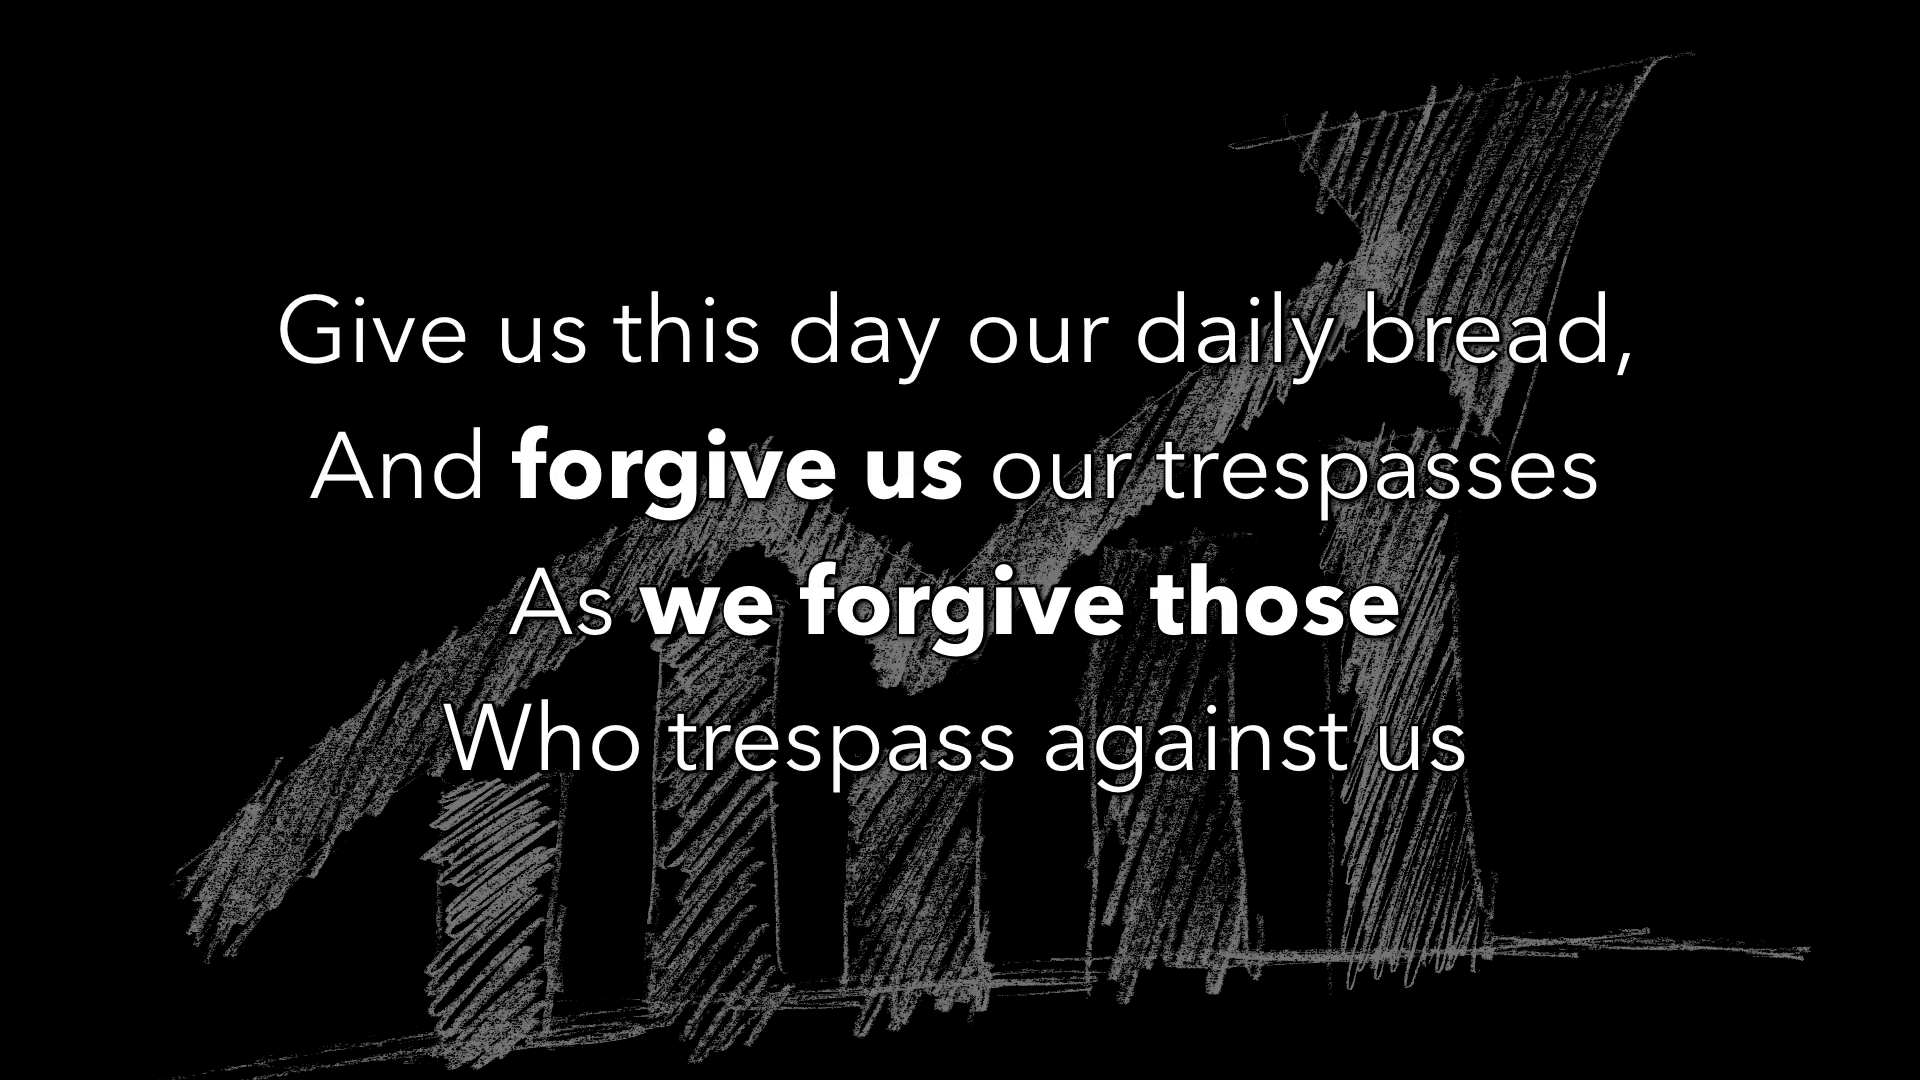 Give us this day our daily bread,
And forgive us our trespasses
As we forgive those
Who trespass against us